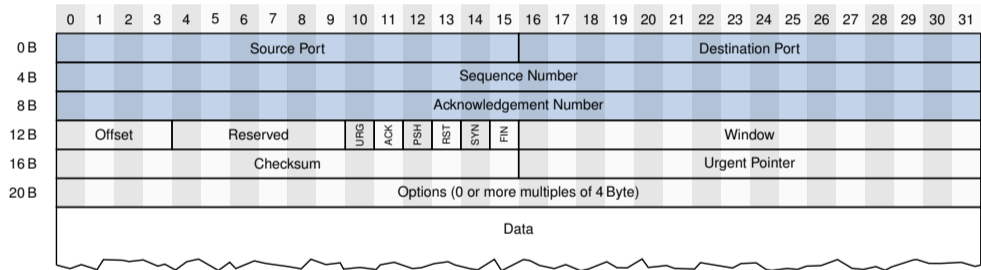 0 1 2 3 4 5 6 7 8 9 10 11 12 13 14 15 16 17 18 19 20 21 22 23 24 25 26 27 28 29 30 31
0 B Source Port Destination Port
4 B Sequence Number
8 B Acknowledgement Number
12 B Offset Reserved URG ACK PSH RST SYN FIN Window
16 B Checksum Urgent Pointer
20 B Options (0 or more multiples of 4 Byte)
Data